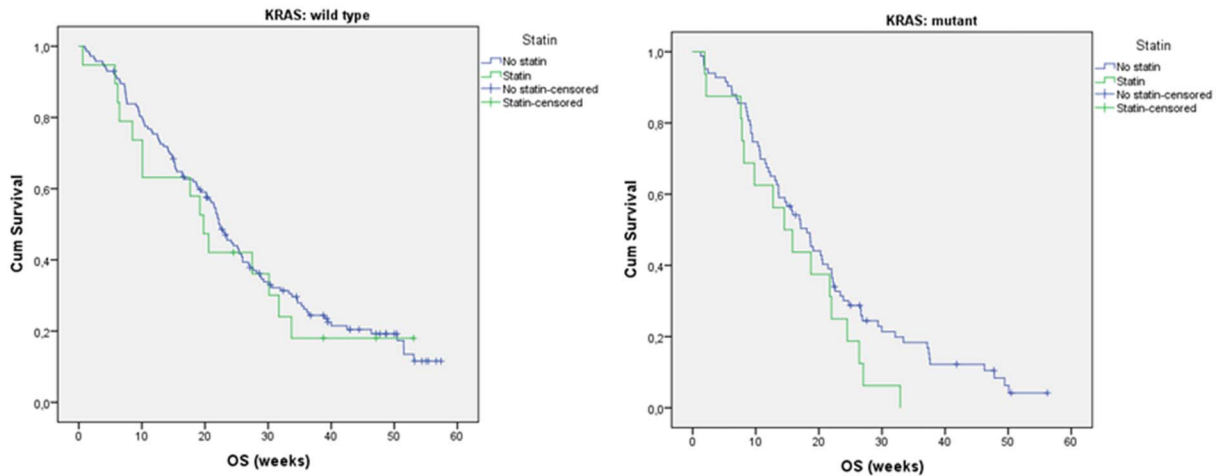 KRAS: wild type
Cum Survival
1,0
0,8
0,6
0,4
0,2
0,0
0 10 20 30 40 50 60
OS (weeks)
Statin
No statin
Statin
No statin-censored
Statin-censored
KRAS: mutant
Cum Survival
1,0
0,8
0,6
0,4
0,2
0,0
0 10 20 30 40 50 60
OS (weeks)
Statin
No statin
Statin
No statin-censored
Statin-censored